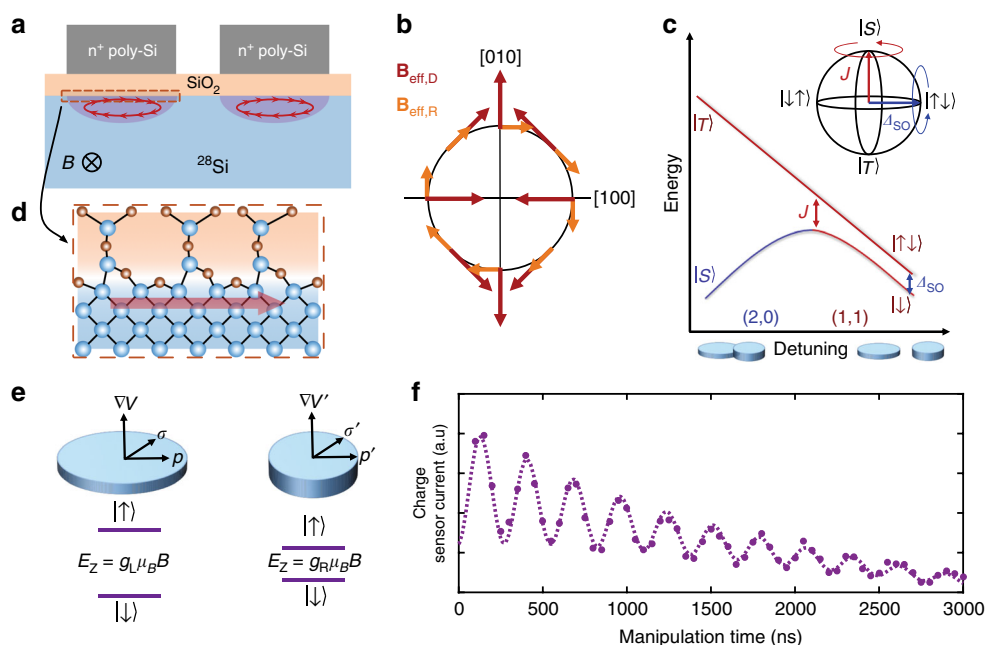 a
n⁺ poly-Si
n⁺ poly-Si
SiO₂
B
²⁸Si
b
[010]
B_eff,D
B_eff,R
[100]
c
Energy
|T⟩
|S⟩
J
|↑↓⟩
|↓⟩
Δ_SO
(2,0)
(1,1)
Detuning
|S⟩
J
|↓↑⟩
|↑↓⟩
Δ_SO
|T⟩
d
e
∇V
σ
p
∇V'
σ'
p'
|↑⟩
E_Z = g_Lμ_BB
|↓⟩
|↑⟩
E_Z = g_Rμ_BB
|↓⟩
f
Charge
sensor current (a.u)
0
500
1000
1500
2000
2500
3000
Manipulation time (ns)